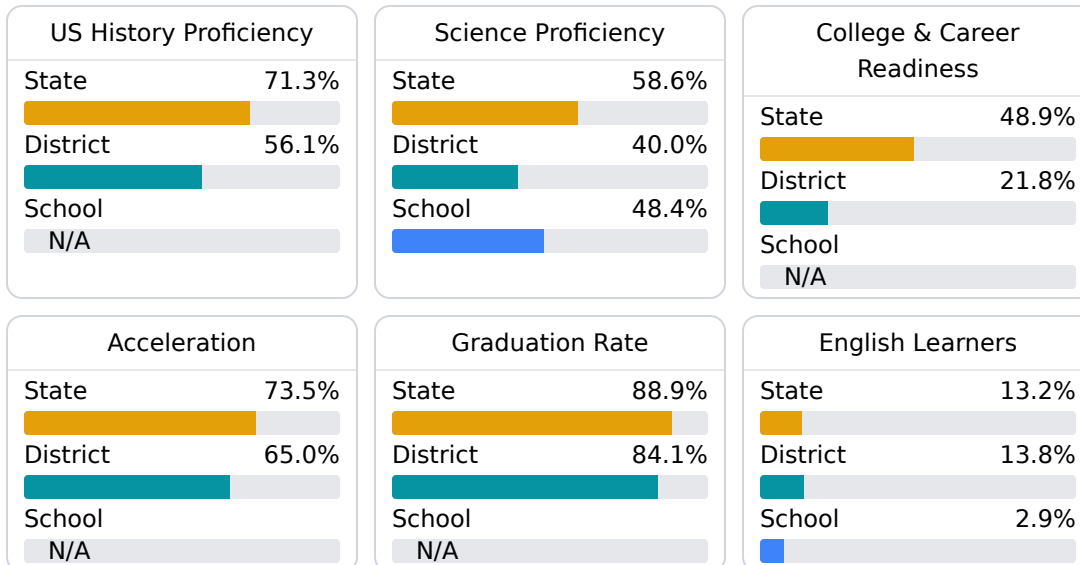 US History Proficiency
State 71.3%
District 56.1%
School
N/A
Science Proficiency
State 58.6%
District 40.0%
School 48.4%
College & Career
Readiness
State 48.9%
District 21.8%
School
N/A
Acceleration
State 73.5%
District 65.0%
School
N/A
Graduation Rate
State 88.9%
District 84.1%
School
N/A
English Learners
State 13.2%
District 13.8%
School 2.9%